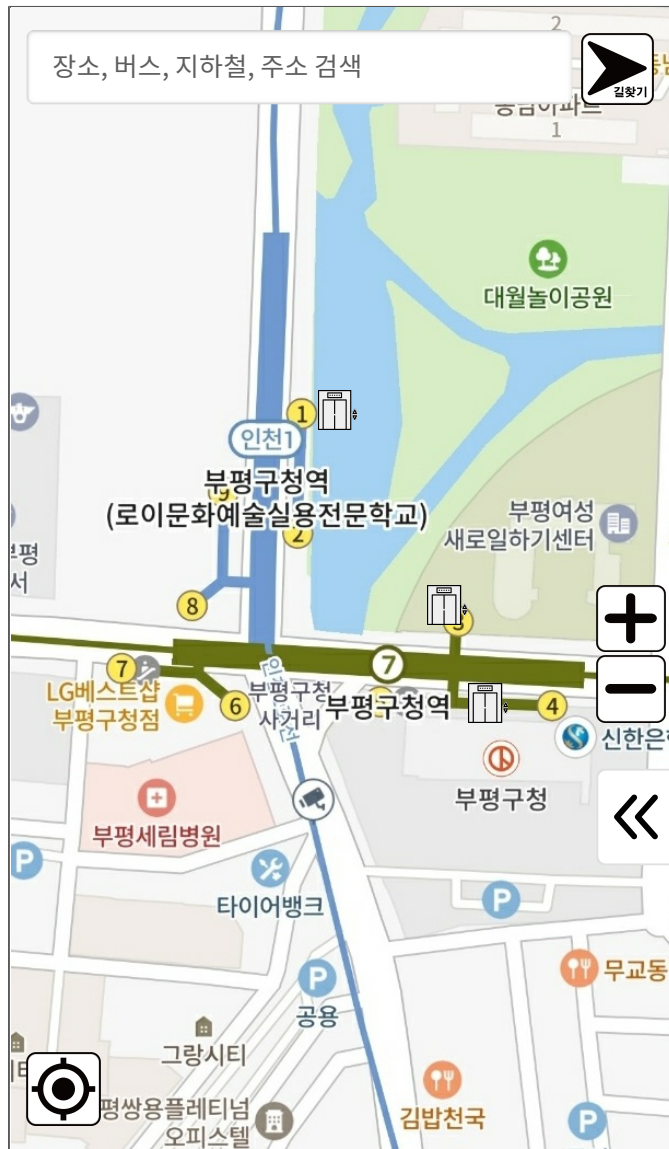 2
장소, 버스, 지하철, 주소 검색
길찾기
동남아파트
1
대월놀이공원
1
인천1
부평구청역
9
(로이문화예술실용전문학교)
2
부평여성
새로일하기센터
부평
서
8
3
7
7
LG베스트샵
부평구청점
6
부평구청
사거리
부평구청역
4
신한은
부평구청
부평세림병원
P
타이어뱅크
P
P
공용
무교동
그랑시티
김밥천국
평쌍용플레티넘
오피스텔
P